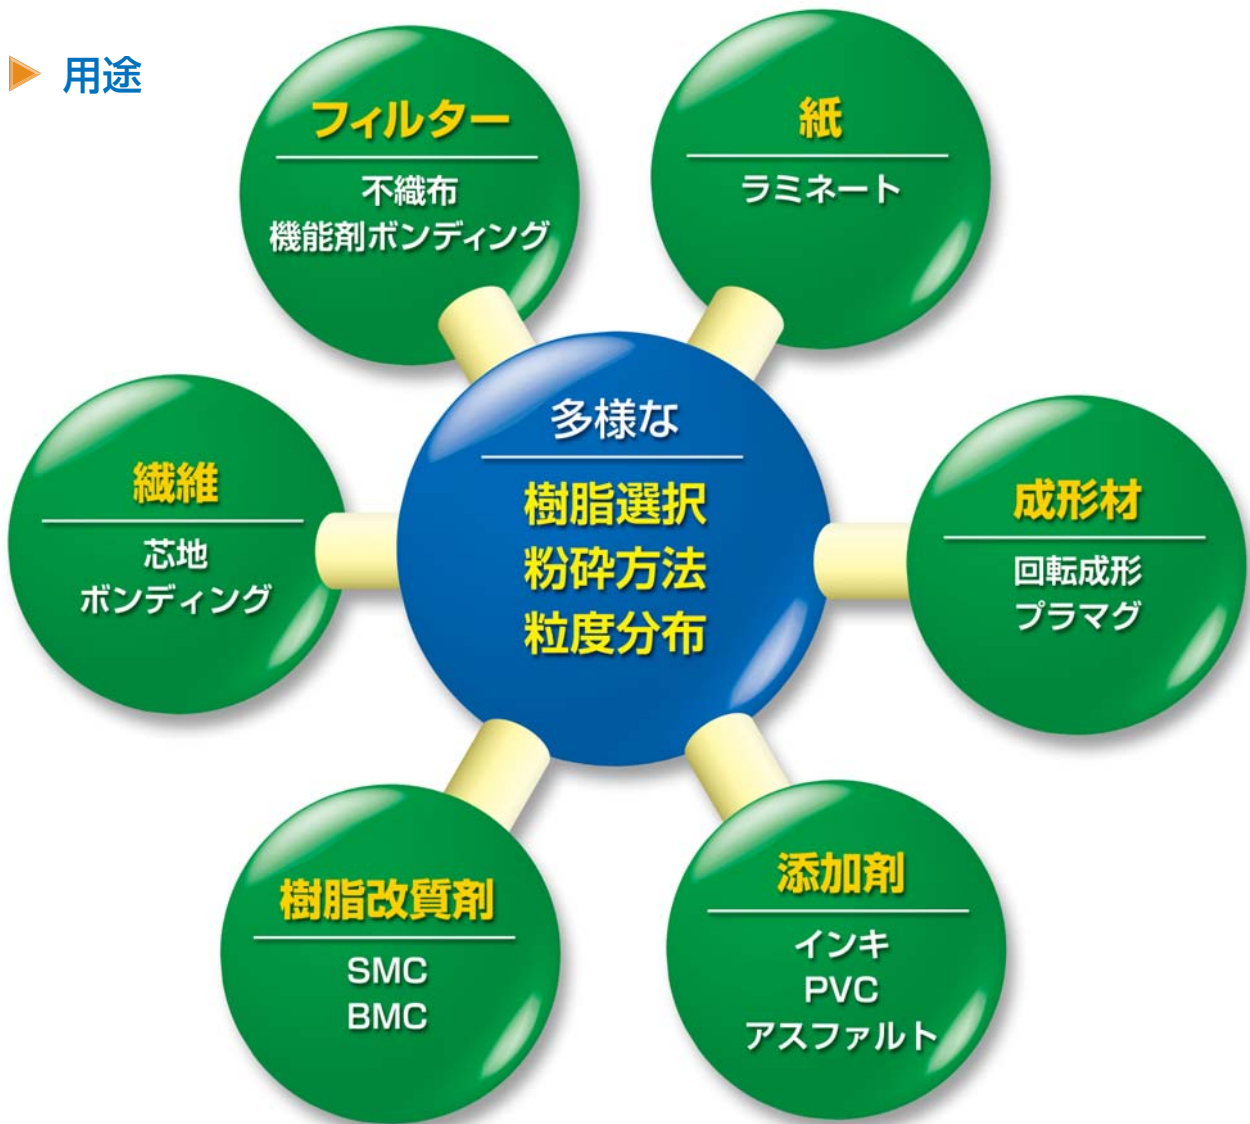 用途
フィルター
不織布
機能剤ボンディング
紙
ラミネート
多様な
樹脂選択
粉砕方法
粒度分布
繊維
芯地
ボンディング
成形材
回転成形
プラマグ
樹脂改質剤
SMC
BMC
添加剤
インキ
PVC
アスファルト